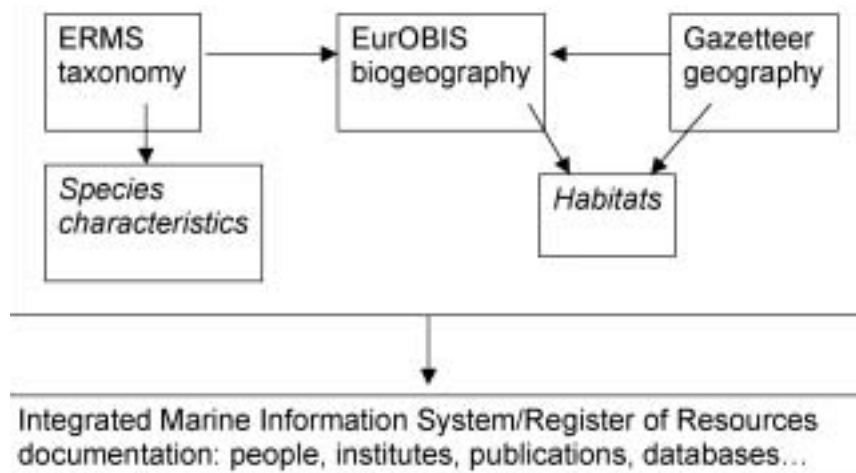 ERMS
taxonomy
EurOBIS
biogeography
Gazetteer
geography
Species
characteristics
Habitats
Integrated Marine Information System/Register of Resources
documentation: people, institutes, publications, databases...